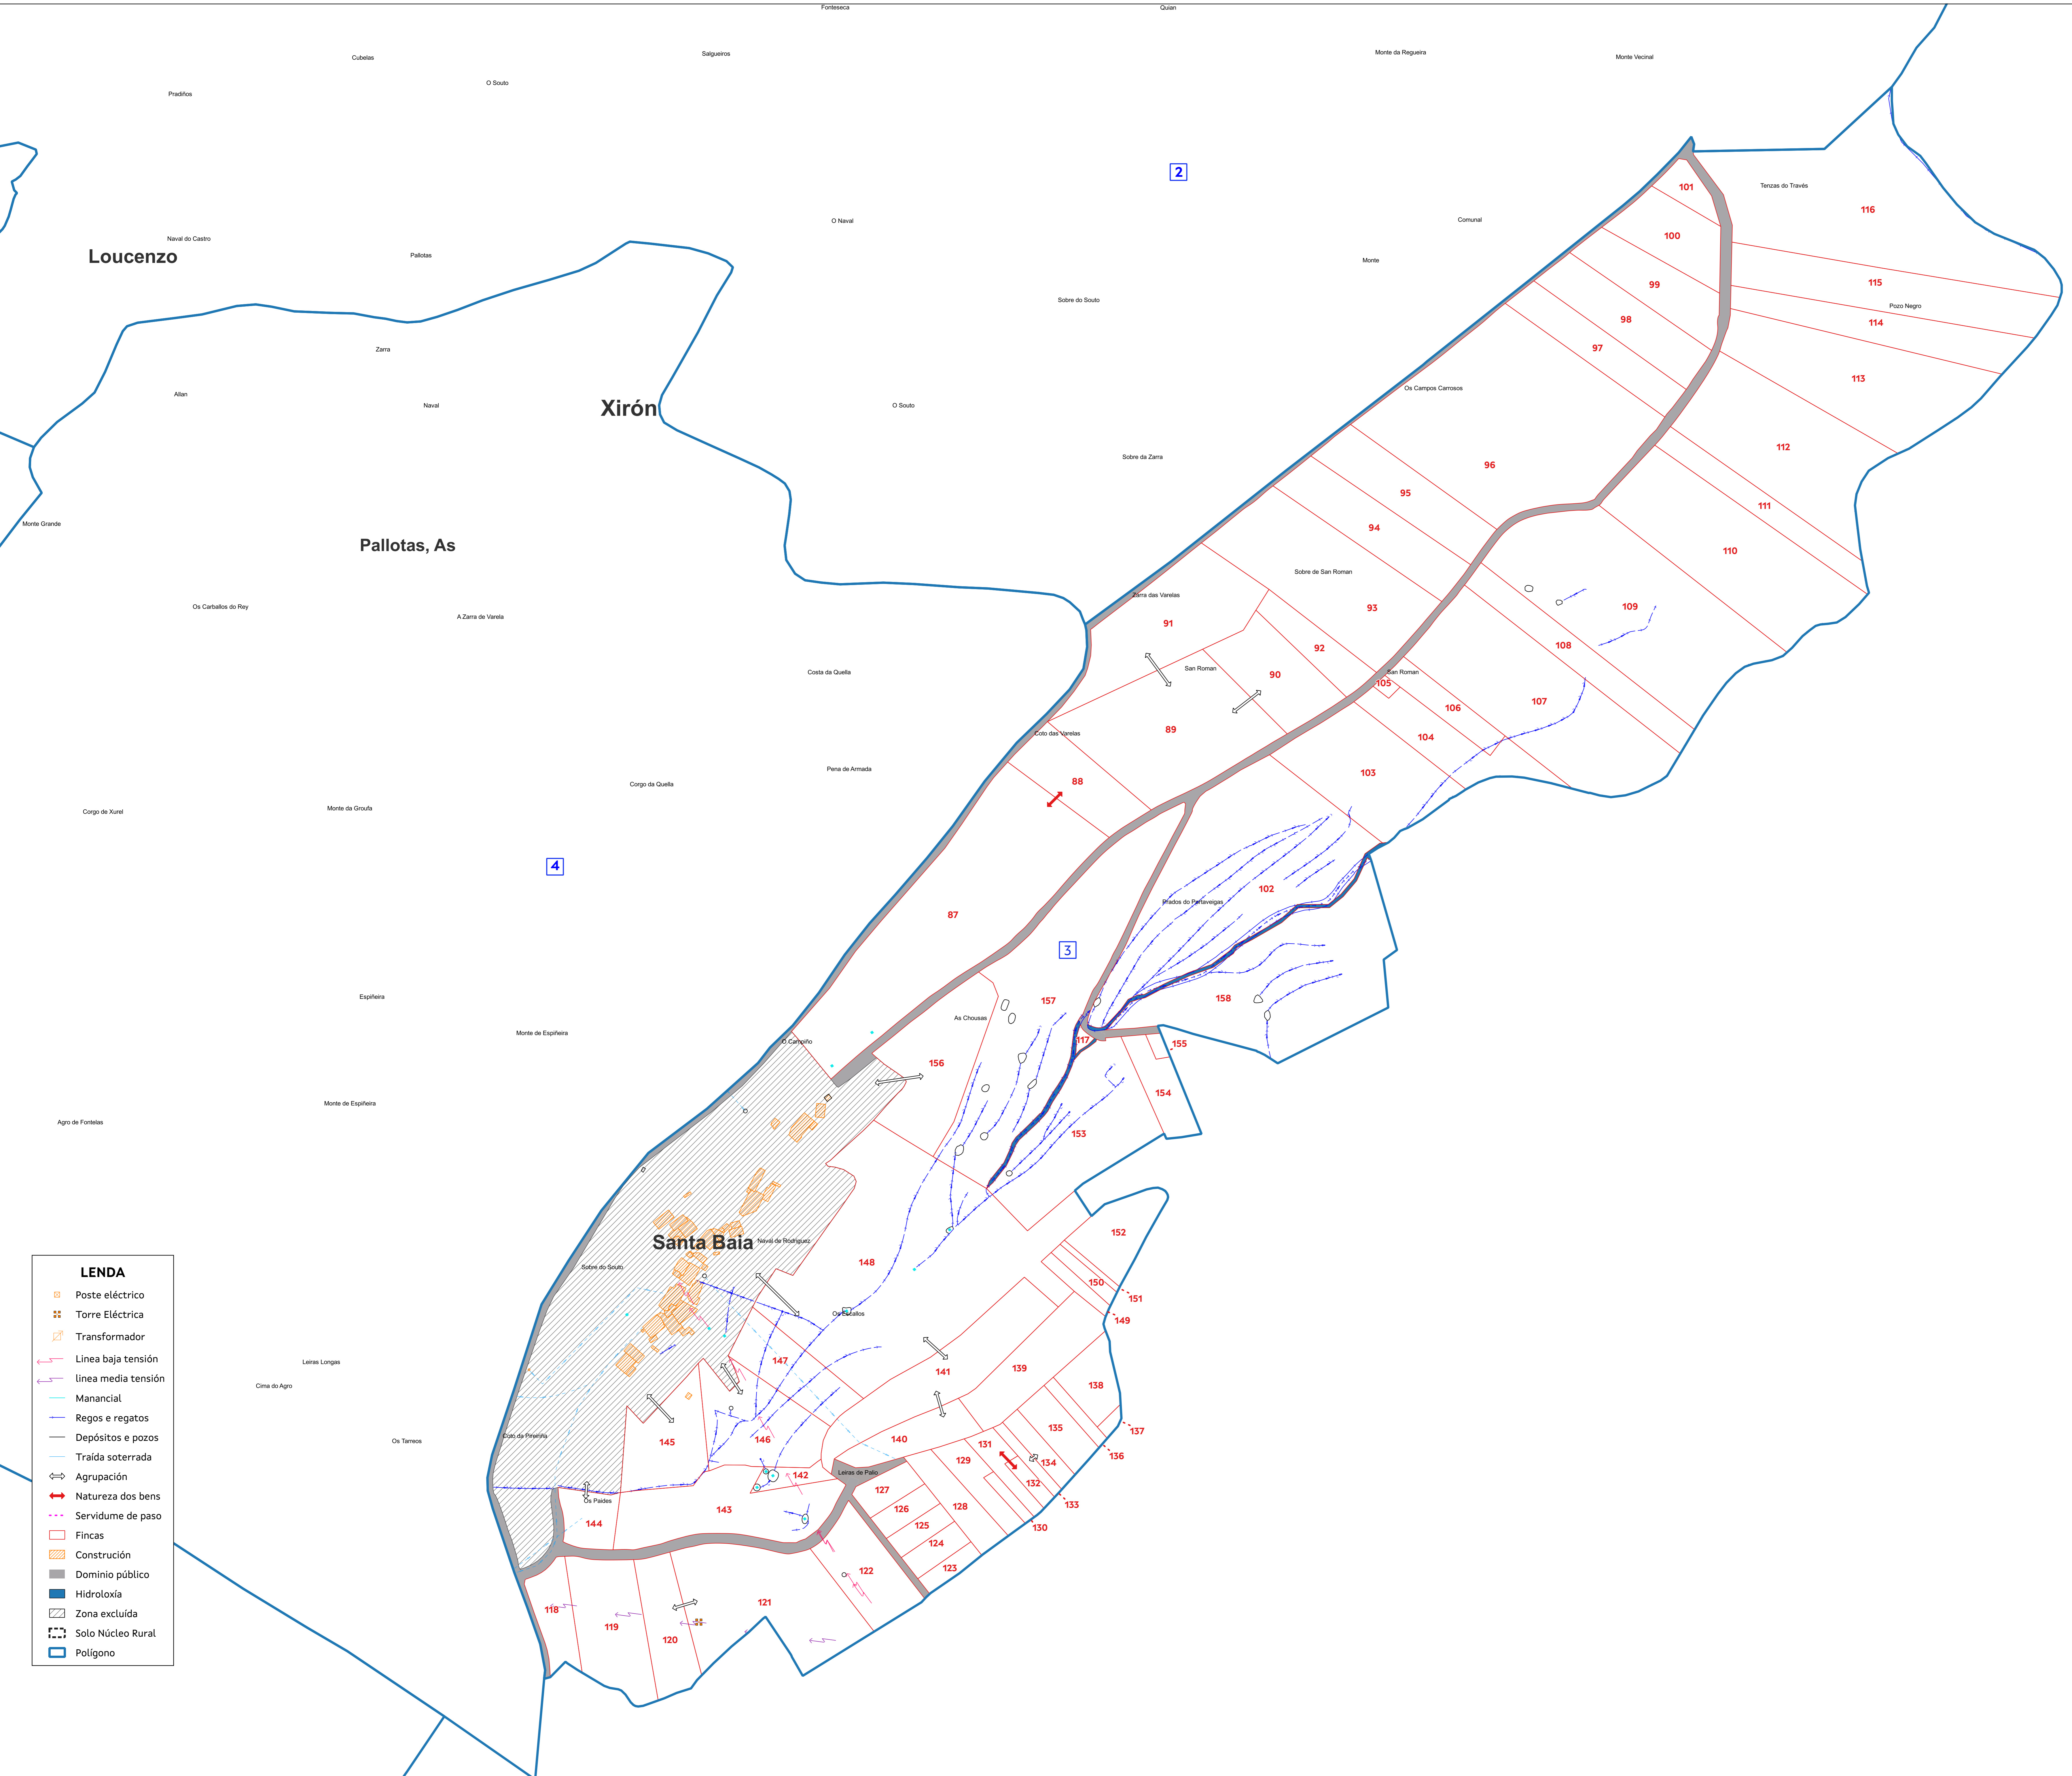 Fonteseca
Quian
Cubelas
Salgueiros
Monte da Regueira
Monte Vecinal
O Souto
Pradiños
2
101
Tenzas do Través
116
O Naval
Comunal
100
Naval do Castro
Loucenzo
Pallotas
Monte
99
115
Sobre do Souto
Pozo Negro
98
114
Zarra
97
113
Allan
Naval
Xirón
O Souto
Os Campos Carrosos
112
Sobre da Zarra
96
95
111
Monte Grande
94
Pallotas, As
110
Sobre de San Roman
Zarra das Varelas
Os Carballos do Rey
A Zarra de Varela
93
109
91
92
108
Costa da Quella
San Roman
90
San Roman
105
107
106
89
Coto das Varelas
104
Pena de Armada
103
Corgo da Quella
88
Corgo de Xurel
Monte da Groufa
4
102
Prados do Portaveigas
87
3
Espiñeira
157
158
As Chousas
Monte de Espiñeira
O Campiño
117
155
156
154
Monte de Espiñeira
Agro de Fontelas
153
152
Santa Baia
Naval de Rodriguez
148
Sobre do Souto
150
151
Os Escallos
149
147
Leiras Longas
139
141
Cima do Agro
138
135
137
Coto da Pireiriña
Os Tarreos
145
146
140
131
136
129
134
142
Leiras de Palio
132
127
Os Paides
133
143
126
128
144
125
130
124
123
122
118
121
119
120
LENDA
Poste eléctrico
Torre Eléctrica
Transformador
Linea baja tensión
linea media tensión
Manancial
Regos e regatos
Depósitos e pozos
Traída soterrada
Agrupación
Natureza dos bens
Servidume de paso
Fincas
Construción
Dominio público
Hidroloxía
Zona excluída
Solo Núcleo Rural
Polígono